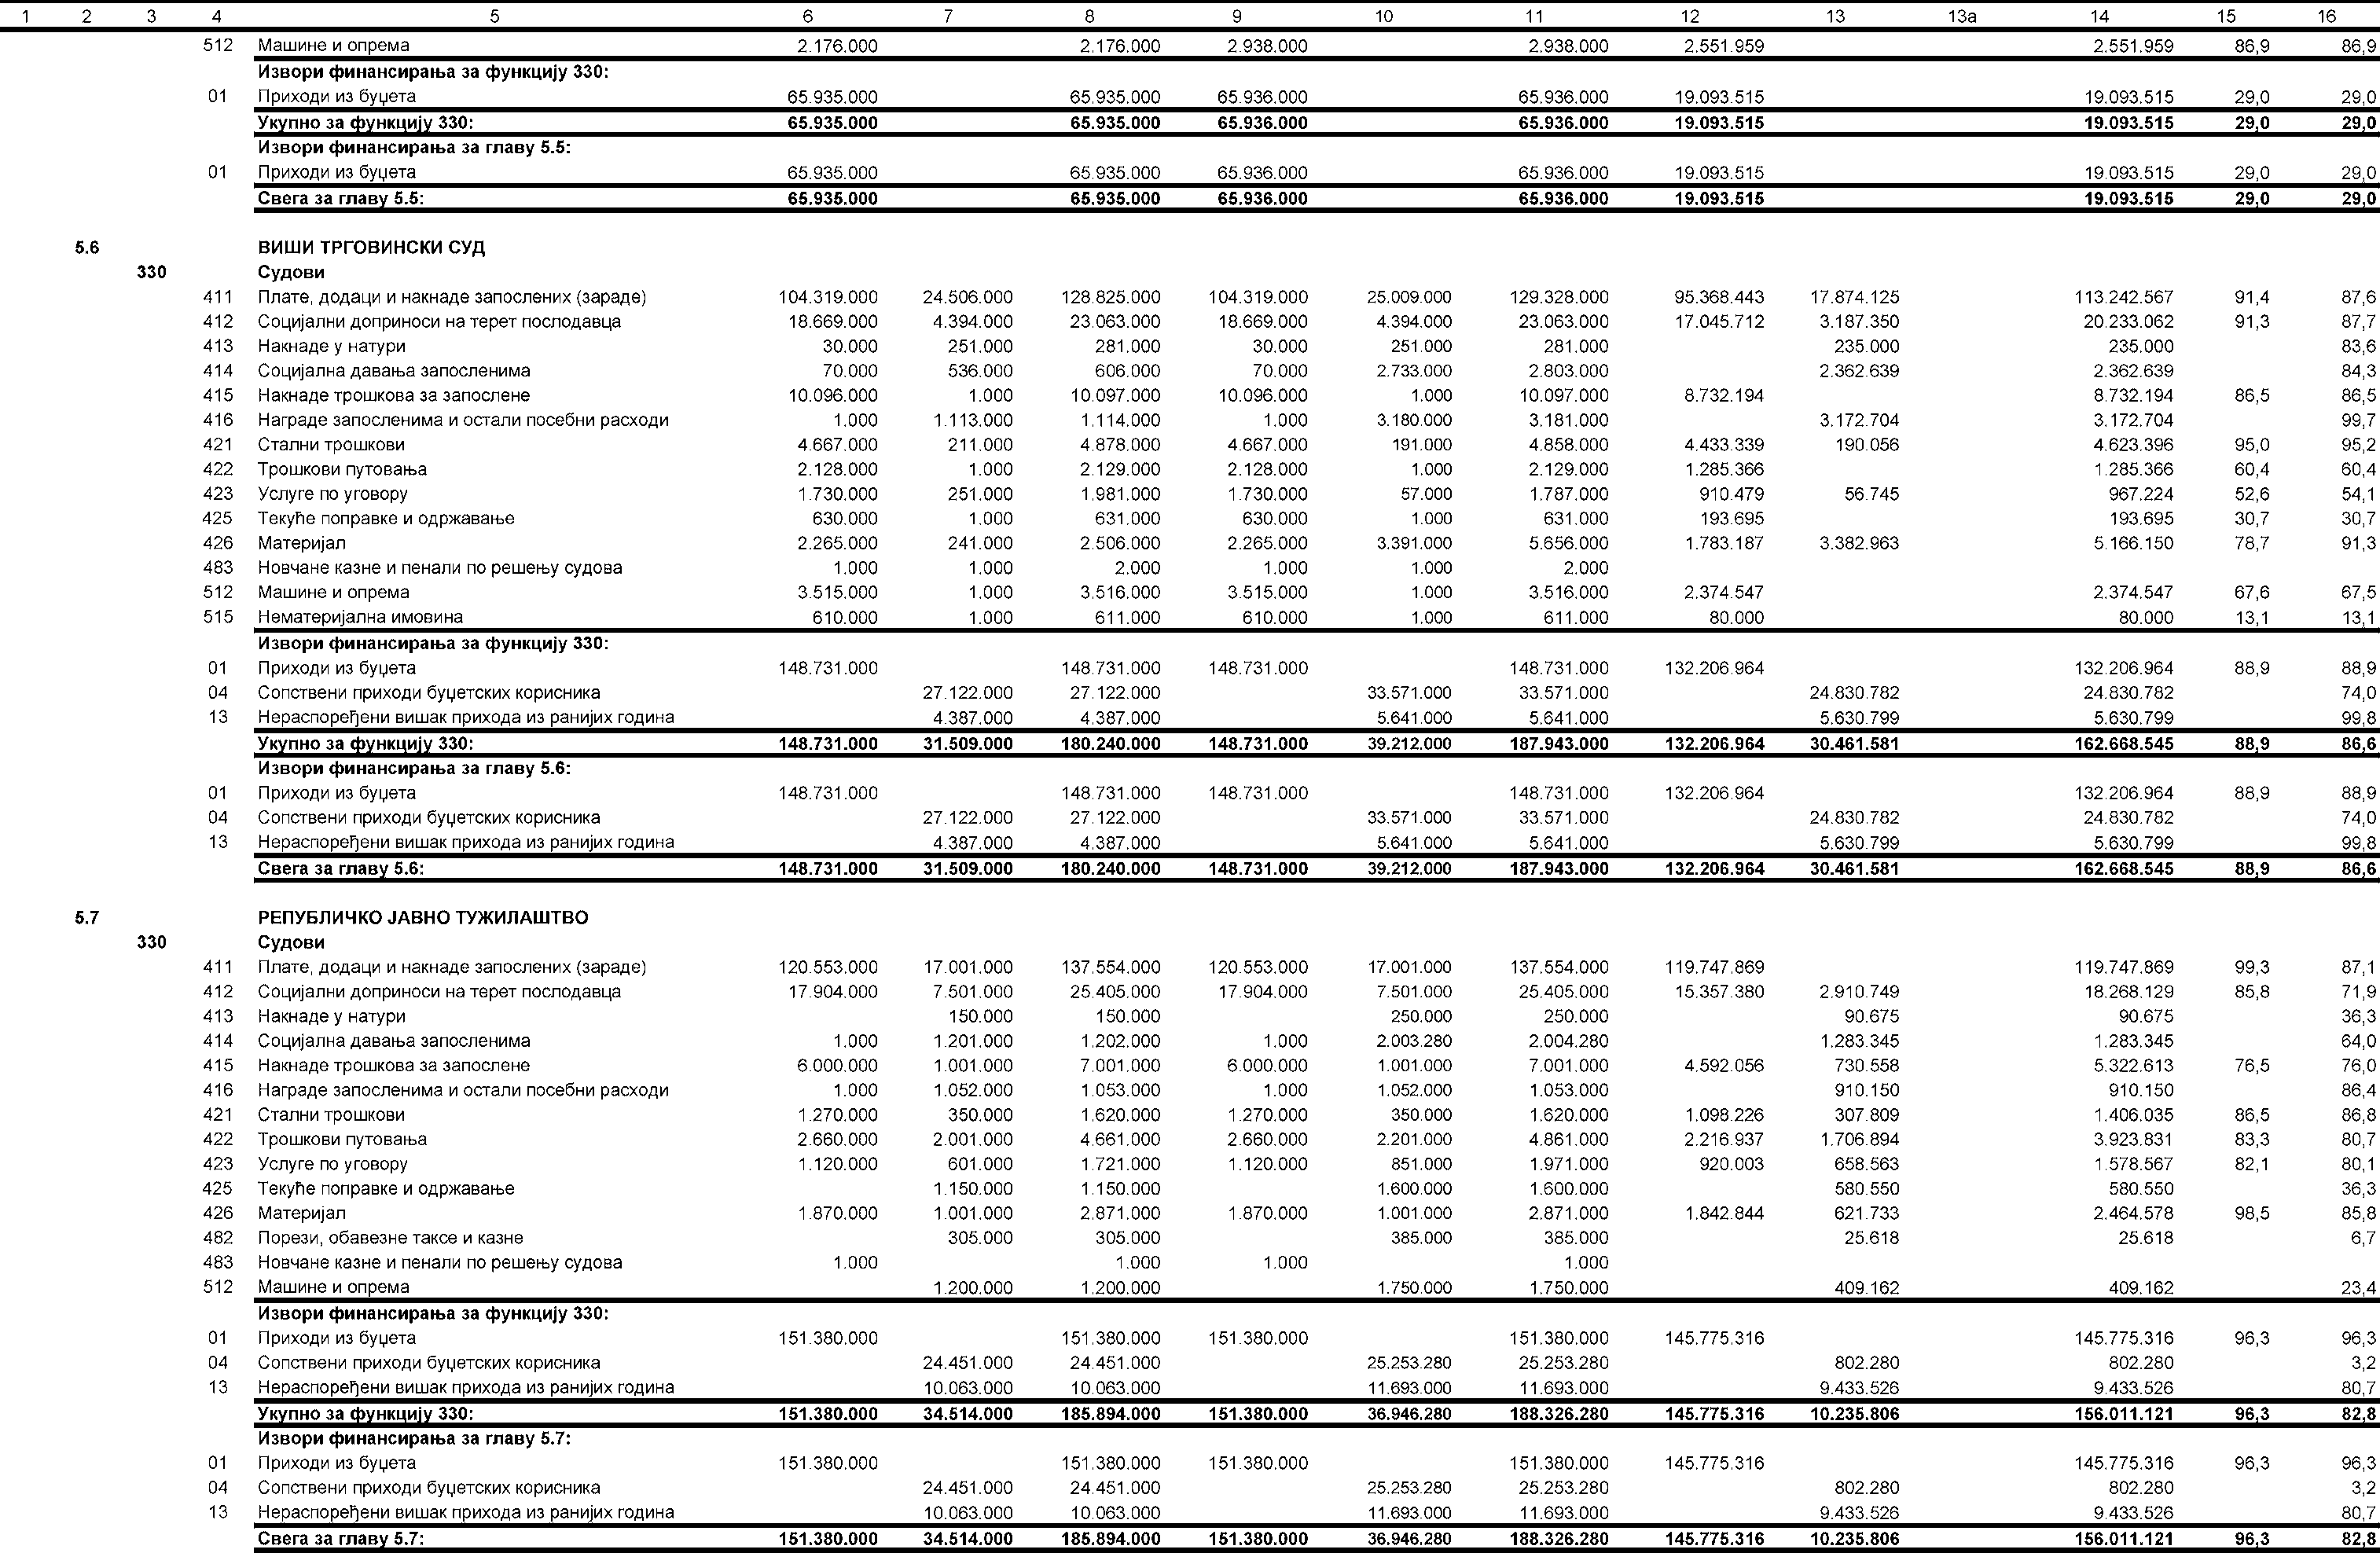 1 2 3 4 5 6 7 8 9 10 11 12 13 13a 14 15 16
512 Машине и опрема 2.176.000 2.176.000 2.938.000 2.938.000 2.551.959 2.551.959 86,9 86,9
Извори финансирања за функцију 330:
01 Приходи из буџета 65.935.000 65.935.000 65.936.000 65.936.000 19.093.515 19.093.515 29,0 29,0
Укупно за функцију 330: 65.935.000 65.935.000 65.936.000 65.936.000 19.093.515 19.093.515 29,0 29,0
Извори финансирања за главу 5.5:
01 Приходи из буџета 65.935.000 65.935.000 65.936.000 65.936.000 19.093.515 19.093.515 29,0 29,0
Свега за главу 5.5: 65.935.000 65.935.000 65.936.000 65.936.000 19.093.515 19.093.515 29,0 29,0
5.6 ВИШИ ТРГОВИНСКИ СУД
330 Судови
411 Плате, додаци и накнаде запослених (зараде) 104.319.000 24.506.000 128.825.000 104.319.000 25.009.000 129.328.000 95.368.443 17.874.125 113.242.567 91,4 87,6
412 Социјални доприноси на терет послодавца 18.669.000 4.394.000 23.063.000 18.669.000 4.394.000 23.063.000 17.045.712 3.187.350 20.233.062 91,3 87,7
413 Накнаде у натури 30.000 251.000 281.000 30.000 251.000 281.000 235.000 235.000 83,6
414 Социјална давања запосленима 70.000 536.000 606.000 70.000 2.733.000 2.803.000 2.362.639 2.362.639 84,3
415 Накнаде трошкова за запослене 10.096.000 1.000 10.097.000 10.096.000 1.000 10.097.000 8.732.194 8.732.194 86,5 86,5
416 Награде запосленима и остали посебни расходи 1.000 1.113.000 1.114.000 1.000 3.180.000 3.181.000 3.172.704 3.172.704 99,7
421 Стални трошкови 4.667.000 211.000 4.878.000 4.667.000 191.000 4.858.000 4.433.339 190.056 4.623.396 95,0 95,2
422 Трошкови путовања 2.128.000 1.000 2.129.000 2.128.000 1.000 2.129.000 1.285.366 1.285.366 60,4 60,4
423 Услуге по уговору 1.730.000 251.000 1.981.000 1.730.000 57.000 1.787.000 910.479 56.745 967.224 52,6 54,1
425 Текуће поправке и одржавање 630.000 1.000 631.000 630.000 1.000 631.000 193.695 193.695 30,7 30,7
426 Материјал 2.265.000 241.000 2.506.000 2.265.000 3.391.000 5.656.000 1.783.187 3.382.963 5.166.150 78,7 91,3
483 Новчане казне и пенали по решењу судова 1.000 1.000 2.000 1.000 1.000 2.000
512 Машине и опрема 3.515.000 1.000 3.516.000 3.515.000 1.000 3.516.000 2.374.547 2.374.547 67,6 67,5
515 Нематеријална имовина 610.000 1.000 611.000 610.000 1.000 611.000 80.000 80.000 13,1 13,1
Извори финансирања за функцију 330:
01 Приходи из буџета 148.731.000 148.731.000 148.731.000 148.731.000 132.206.964 132.206.964 88,9 88,9
04 Сопствени приходи буџетских корисника 27.122.000 27.122.000 33.571.000 33.571.000 24.830.782 24.830.782 74,0
13 Нераспоређени вишак прихода из ранијих година 4.387.000 4.387.000 5.641.000 5.641.000 5.630.799 5.630.799 99,8
Укупно за функцију 330: 148.731.000 31.509.000 180.240.000 148.731.000 39.212.000 187.943.000 132.206.964 30.461.581 162.668.545 88,9 86,6
Извори финансирања за главу 5.6:
01 Приходи из буџета 148.731.000 148.731.000 148.731.000 148.731.000 132.206.964 132.206.964 88,9 88,9
04 Сопствени приходи буџетских корисника 27.122.000 27.122.000 33.571.000 33.571.000 24.830.782 24.830.782 74,0
13 Нераспоређени вишак прихода из ранијих година 4.387.000 4.387.000 5.641.000 5.641.000 5.630.799 5.630.799 99,8
Свега за главу 5.6: 148.731.000 31.509.000 180.240.000 148.731.000 39.212.000 187.943.000 132.206.964 30.461.581 162.668.545 88,9 86,6
5.7 РЕПУБЛИЧКО ЈАВНО ТУЖИЛАШТВО
330 Судови
411 Плате, додаци и накнаде запослених (зараде) 120.553.000 17.001.000 137.554.000 120.553.000 17.001.000 137.554.000 119.747.869 119.747.869 99,3 87,1
412 Социјални доприноси на терет послодавца 17.904.000 7.501.000 25.405.000 17.904.000 7.501.000 25.405.000 15.357.380 2.910.749 18.268.129 85,8 71,9
413 Накнаде у натури 150.000 150.000 250.000 250.000 90.675 90.675 36,3
414 Социјална давања запосленима 1.000 1.201.000 1.202.000 1.000 2.003.280 2.004.280 1.283.345 1.283.345 64,0
415 Накнаде трошкова за запослене 6.000.000 1.001.000 7.001.000 6.000.000 1.001.000 7.001.000 4.592.056 730.558 5.322.613 76,5 76,0
416 Награде запосленима и остали посебни расходи 1.000 1.052.000 1.053.000 1.000 1.052.000 1.053.000 910.150 910.150 86,4
421 Стални трошкови 1.270.000 350.000 1.620.000 1.270.000 350.000 1.620.000 1.098.226 307.809 1.406.035 86,5 86,8
422 Трошкови путовања 2.660.000 2.001.000 4.661.000 2.660.000 2.201.000 4.861.000 2.216.937 1.706.894 3.923.831 83,3 80,7
423 Услуге по уговору 1.120.000 601.000 1.721.000 1.120.000 851.000 1.971.000 920.003 658.563 1.578.567 82,1 80,1
425 Текуће поправке и одржавање 1.150.000 1.150.000 1.600.000 1.600.000 580.550 580.550 36,3
426 Материјал 1.870.000 1.001.000 2.871.000 1.870.000 1.001.000 2.871.000 1.842.844 621.733 2.464.578 98,5 85,8
482 Порези, обавезне таксе и казне 305.000 305.000 385.000 385.000 25.618 25.618 6,7
483 Новчане казне и пенали по решењу судова 1.000 1.000 1.000 1.000
512 Машине и опрема 1.200.000 1.200.000 1.750.000 1.750.000 409.162 409.162 23,4
Извори финансирања за функцију 330:
01 Приходи из буџета 151.380.000 151.380.000 151.380.000 151.380.000 145.775.316 145.775.316 96,3 96,3
04 Сопствени приходи буџетских корисника 24.451.000 24.451.000 25.253.280 25.253.280 802.280 802.280 3,2
13 Нераспоређени вишак прихода из ранијих година 10.063.000 10.063.000 11.693.000 11.693.000 9.433.526 9.433.526 80,7
Укупно за функцију 330: 151.380.000 34.514.000 185.894.000 151.380.000 36.946.280 188.326.280 145.775.316 10.235.806 156.011.121 96,3 82,8
Извори финансирања за главу 5.7:
01 Приходи из буџета 151.380.000 151.380.000 151.380.000 151.380.000 145.775.316 145.775.316 96,3 96,3
04 Сопствени приходи буџетских корисника 24.451.000 24.451.000 25.253.280 25.253.280 802.280 802.280 3,2
13 Нераспоређени вишак прихода из ранијих година 10.063.000 10.063.000 11.693.000 11.693.000 9.433.526 9.433.526 80,7
Свега за главу 5.7: 151.380.000 34.514.000 185.894.000 151.380.000 36.946.280 188.326.280 145.775.316 10.235.806 156.011.121 96,3 82,8